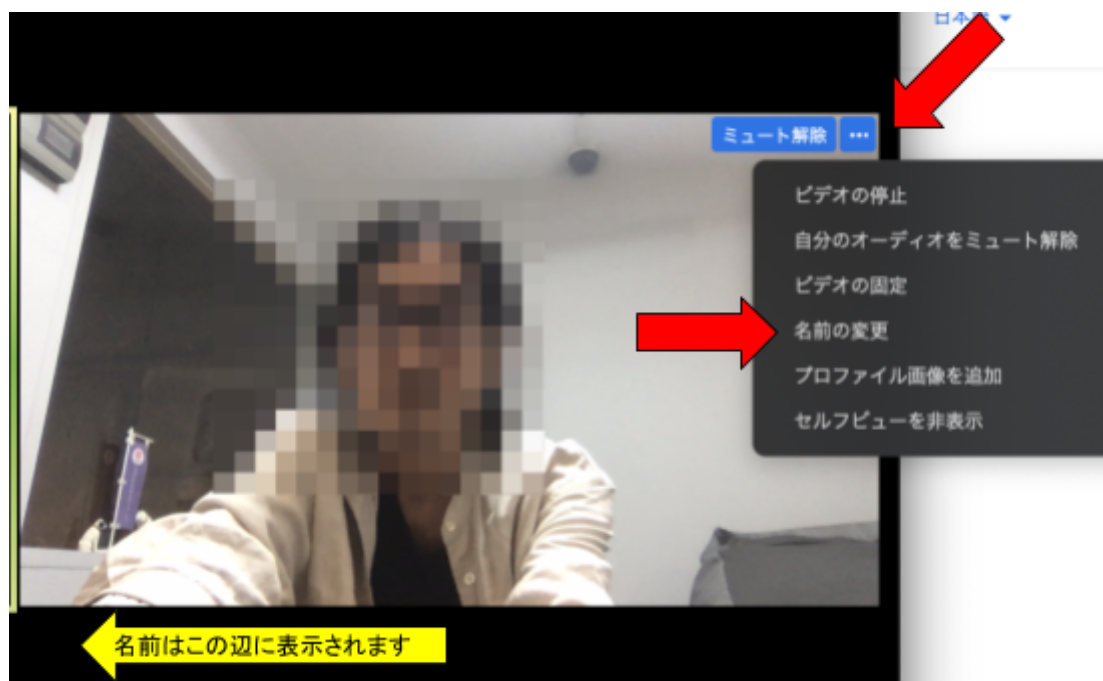 ミュート解除 •••
ビデオの停止
自分のオーディオをミュート解除
ビデオの固定
名前の変更
プロファイル画像を追加
セルフビューを非表示
名前はこの辺に表示されます